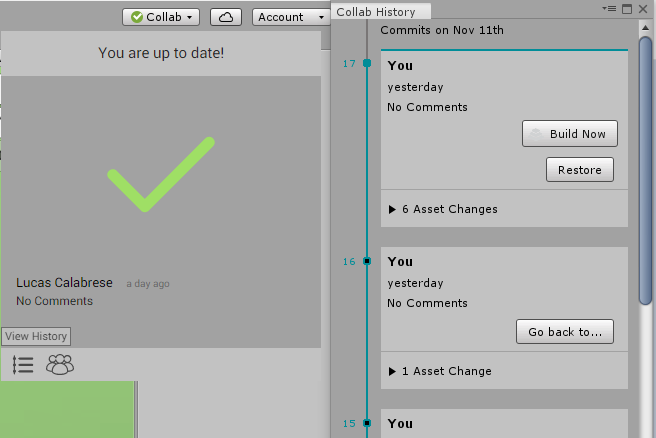 Collab
Account
You are up to date!
Lucas Calabrese a day ago
No Comments
View History
Collab History
Commits on Nov 11th
17
You
yesterday
No Comments
Build Now
Restore
6 Asset Changes
16
You
yesterday
No Comments
Go back to...
1 Asset Change
15
You